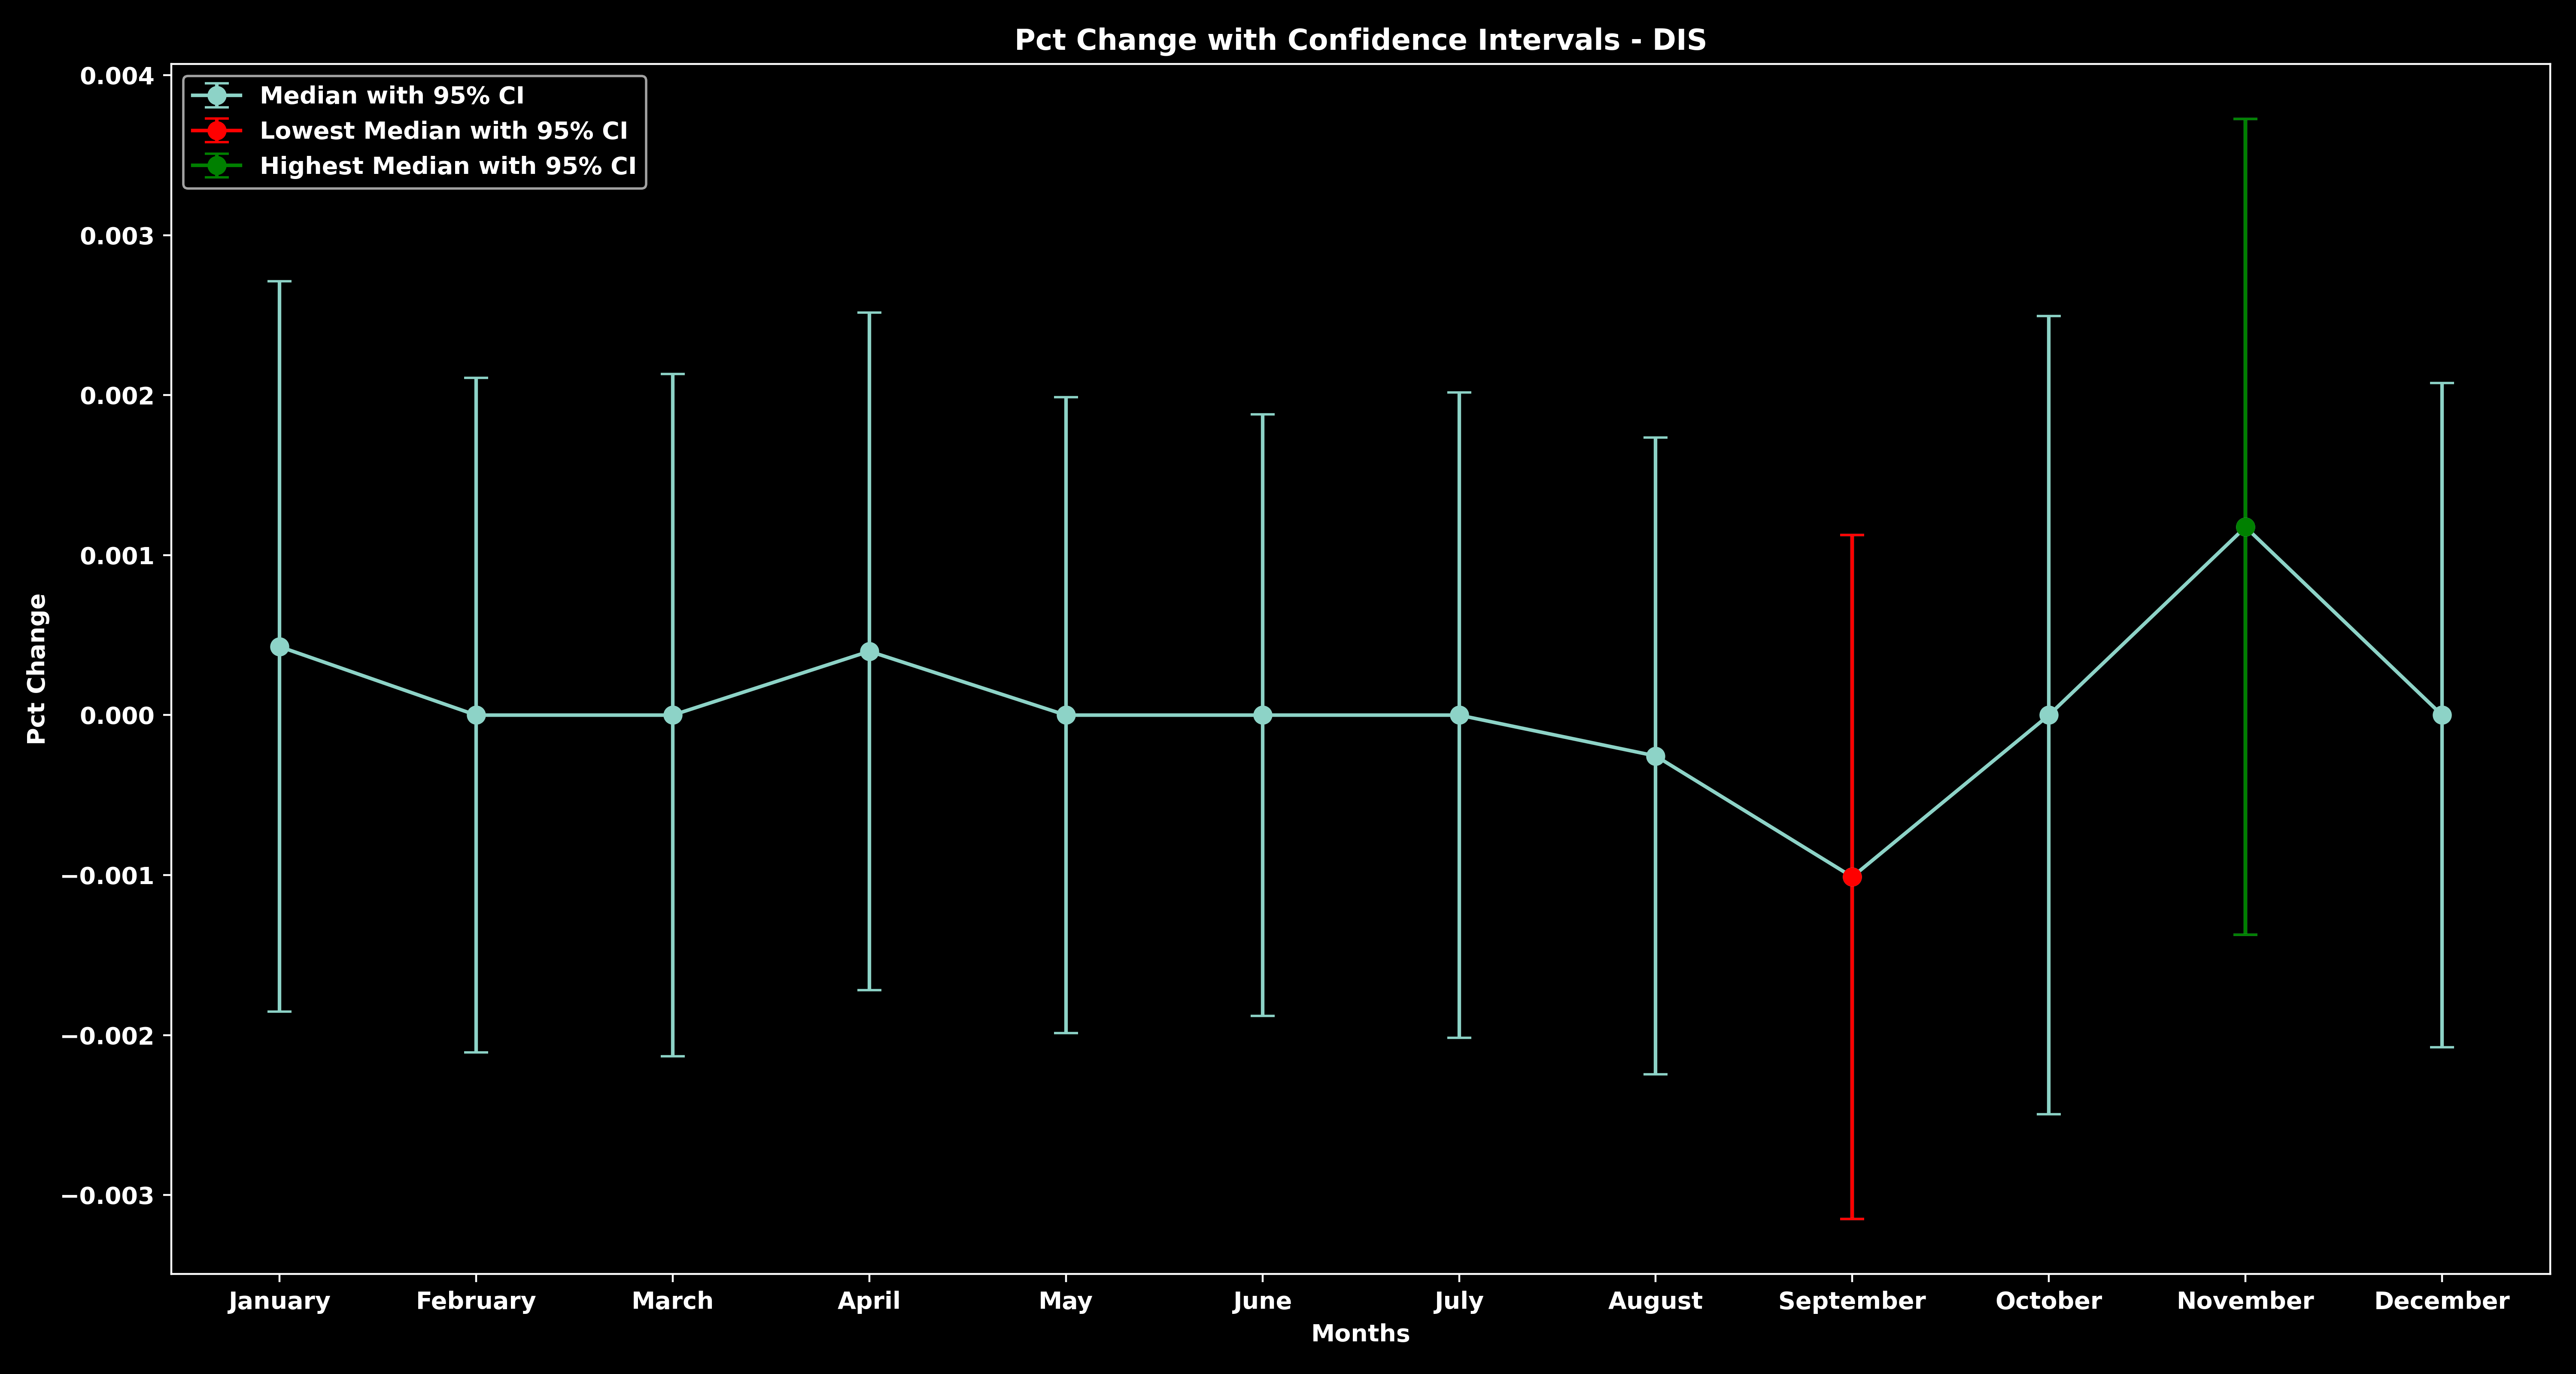 Pct Change with Confidence Intervals - DIS
Median with 95% CI
Lowest Median with 95% CI
Highest Median with 95% CI
0.004
0.003
0.002
0.001
0.000
−0.001
−0.002
−0.003
Pct Change
January February March April May June July August September October November December
Months